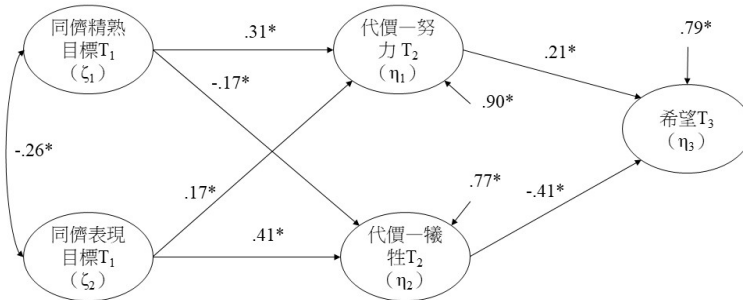 同儕精熟
目標T₁
(ζ₁)
.31*
代價—努
力 T₂
(η₁)
.21*
.79*
-.17*
.90*
希望T₃
(η₃)
-.26*
.17*
.77*
-.41*
同儕表現
目標T₁
(ζ₂)
.41*
代價—犧
牲T₂
(η₂)